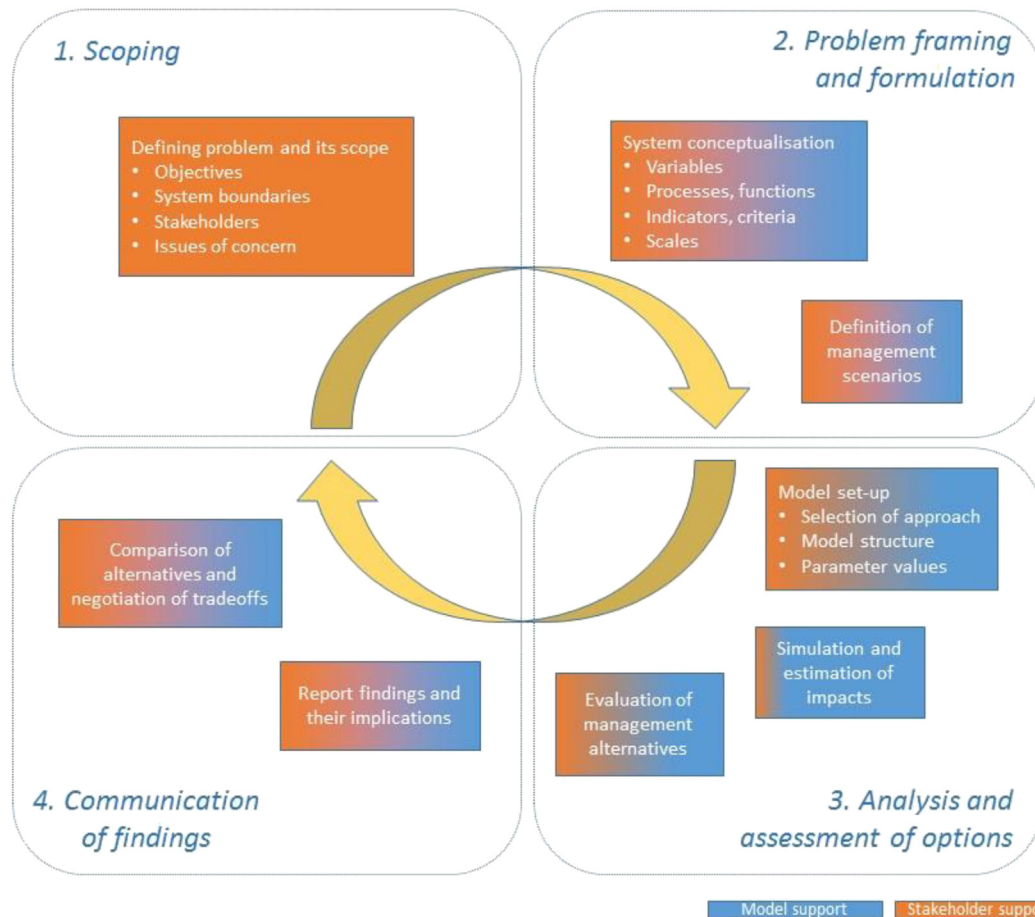 1. Scoping
Defining problem and its scope
• Objectives
• System boundaries
• Stakeholders
• Issues of concern
2. Problem framing
and formulation
System conceptualisation
• Variables
• Processes, functions
• Indicators, criteria
• Scales
Definition of
management
scenarios
Model set-up
• Selection of approach
• Model structure
• Parameter values
Simulation and
estimation of
impacts
Evaluation of
management
alternatives
3. Analysis and
assessment of options
Comparison of
alternatives and
negotiation of tradeoffs
Report findings and
their implications
4. Communication
of findings
Model support
Stakeholder suppo